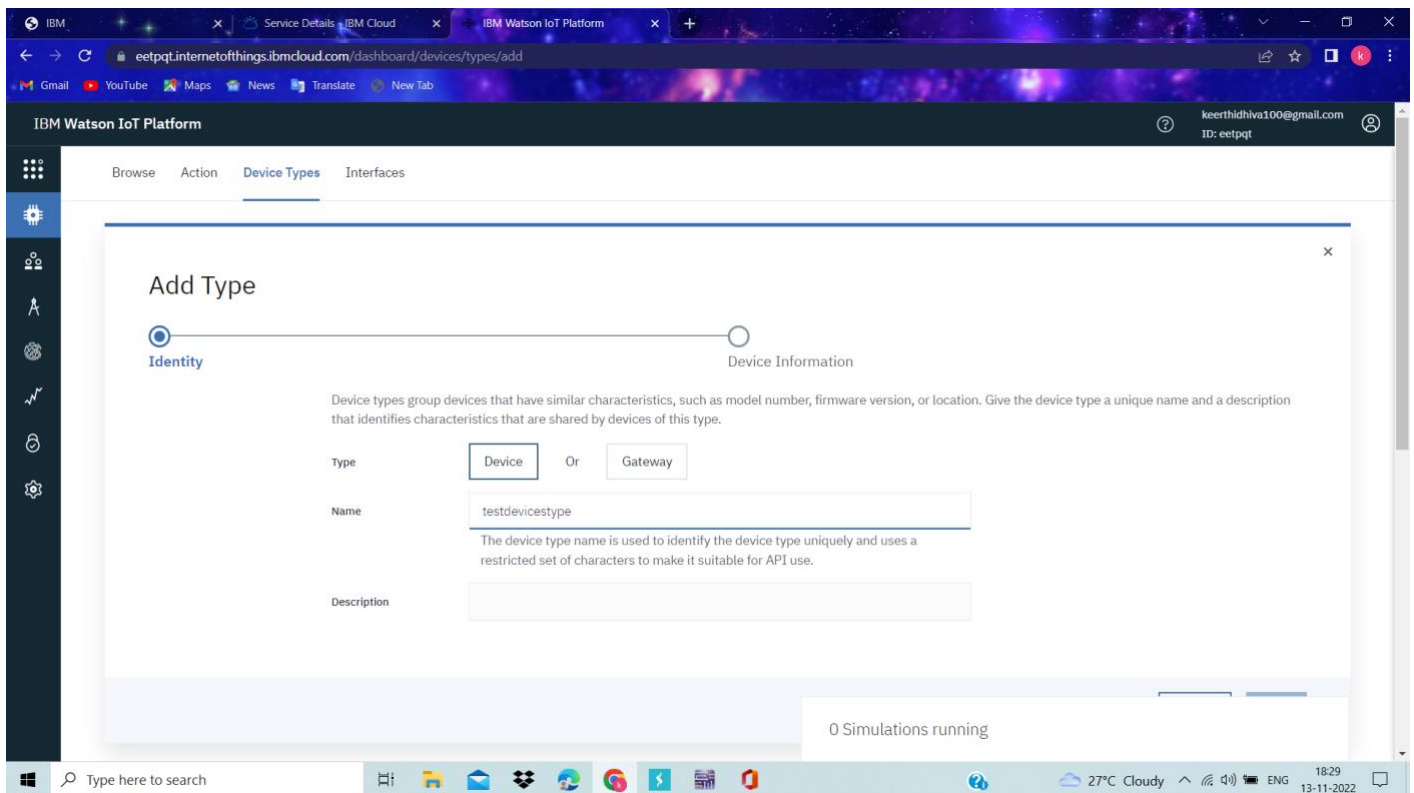 IBM
Service Details - IBM Cloud
IBM Watson IoT Platform
eetpqt.internetofthings.ibmcloud.com/dashboard/devices/types/add
k
Gmail
YouTube
Maps
News
Translate
New Tab
IBM Watson IoT Platform
keerthidhiva100@gmail.com
ID: eetpqt
Browse
Action
Device Types
Interfaces
Add Type
Identity
Device Information
Device types group devices that have similar characteristics, such as model number, firmware version, or location. Give the device type a unique name and a description
that identifies characteristics that are shared by devices of this type.
Type
Device
Or
Gateway
Name
testdevicestype
The device type name is used to identify the device type uniquely and uses a
restricted set of characters to make it suitable for API use.
Description
0 Simulations running
Type here to search
27°C Cloudy
ENG
18:29
13-11-2022